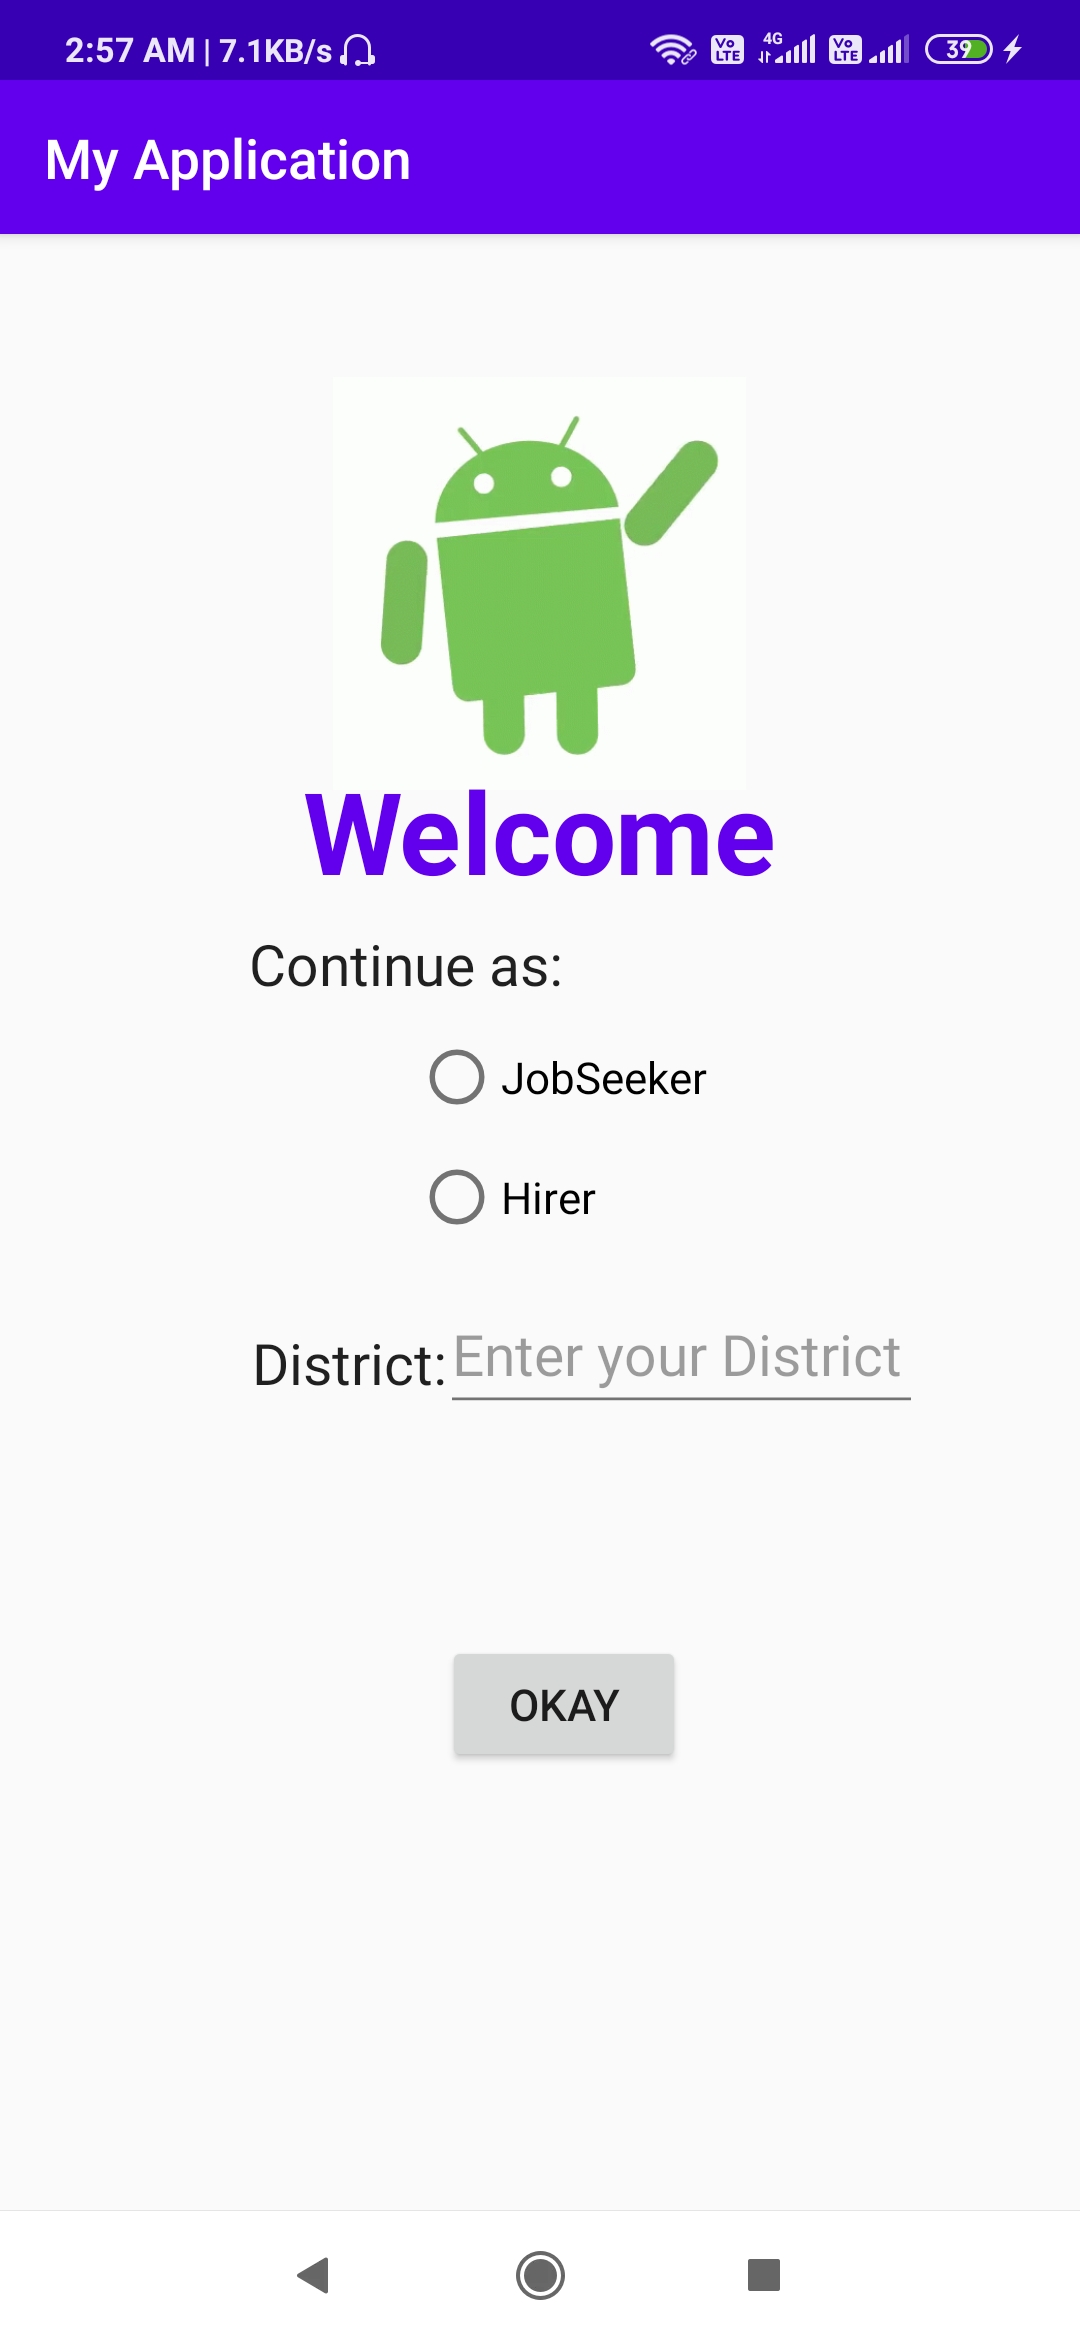 2:57 AM | 7.1KB/s Vo LTE 4G Vo LTE 39
My Application
Welcome
Continue as:
JobSeeker
Hirer
District: Enter your District
OKAY